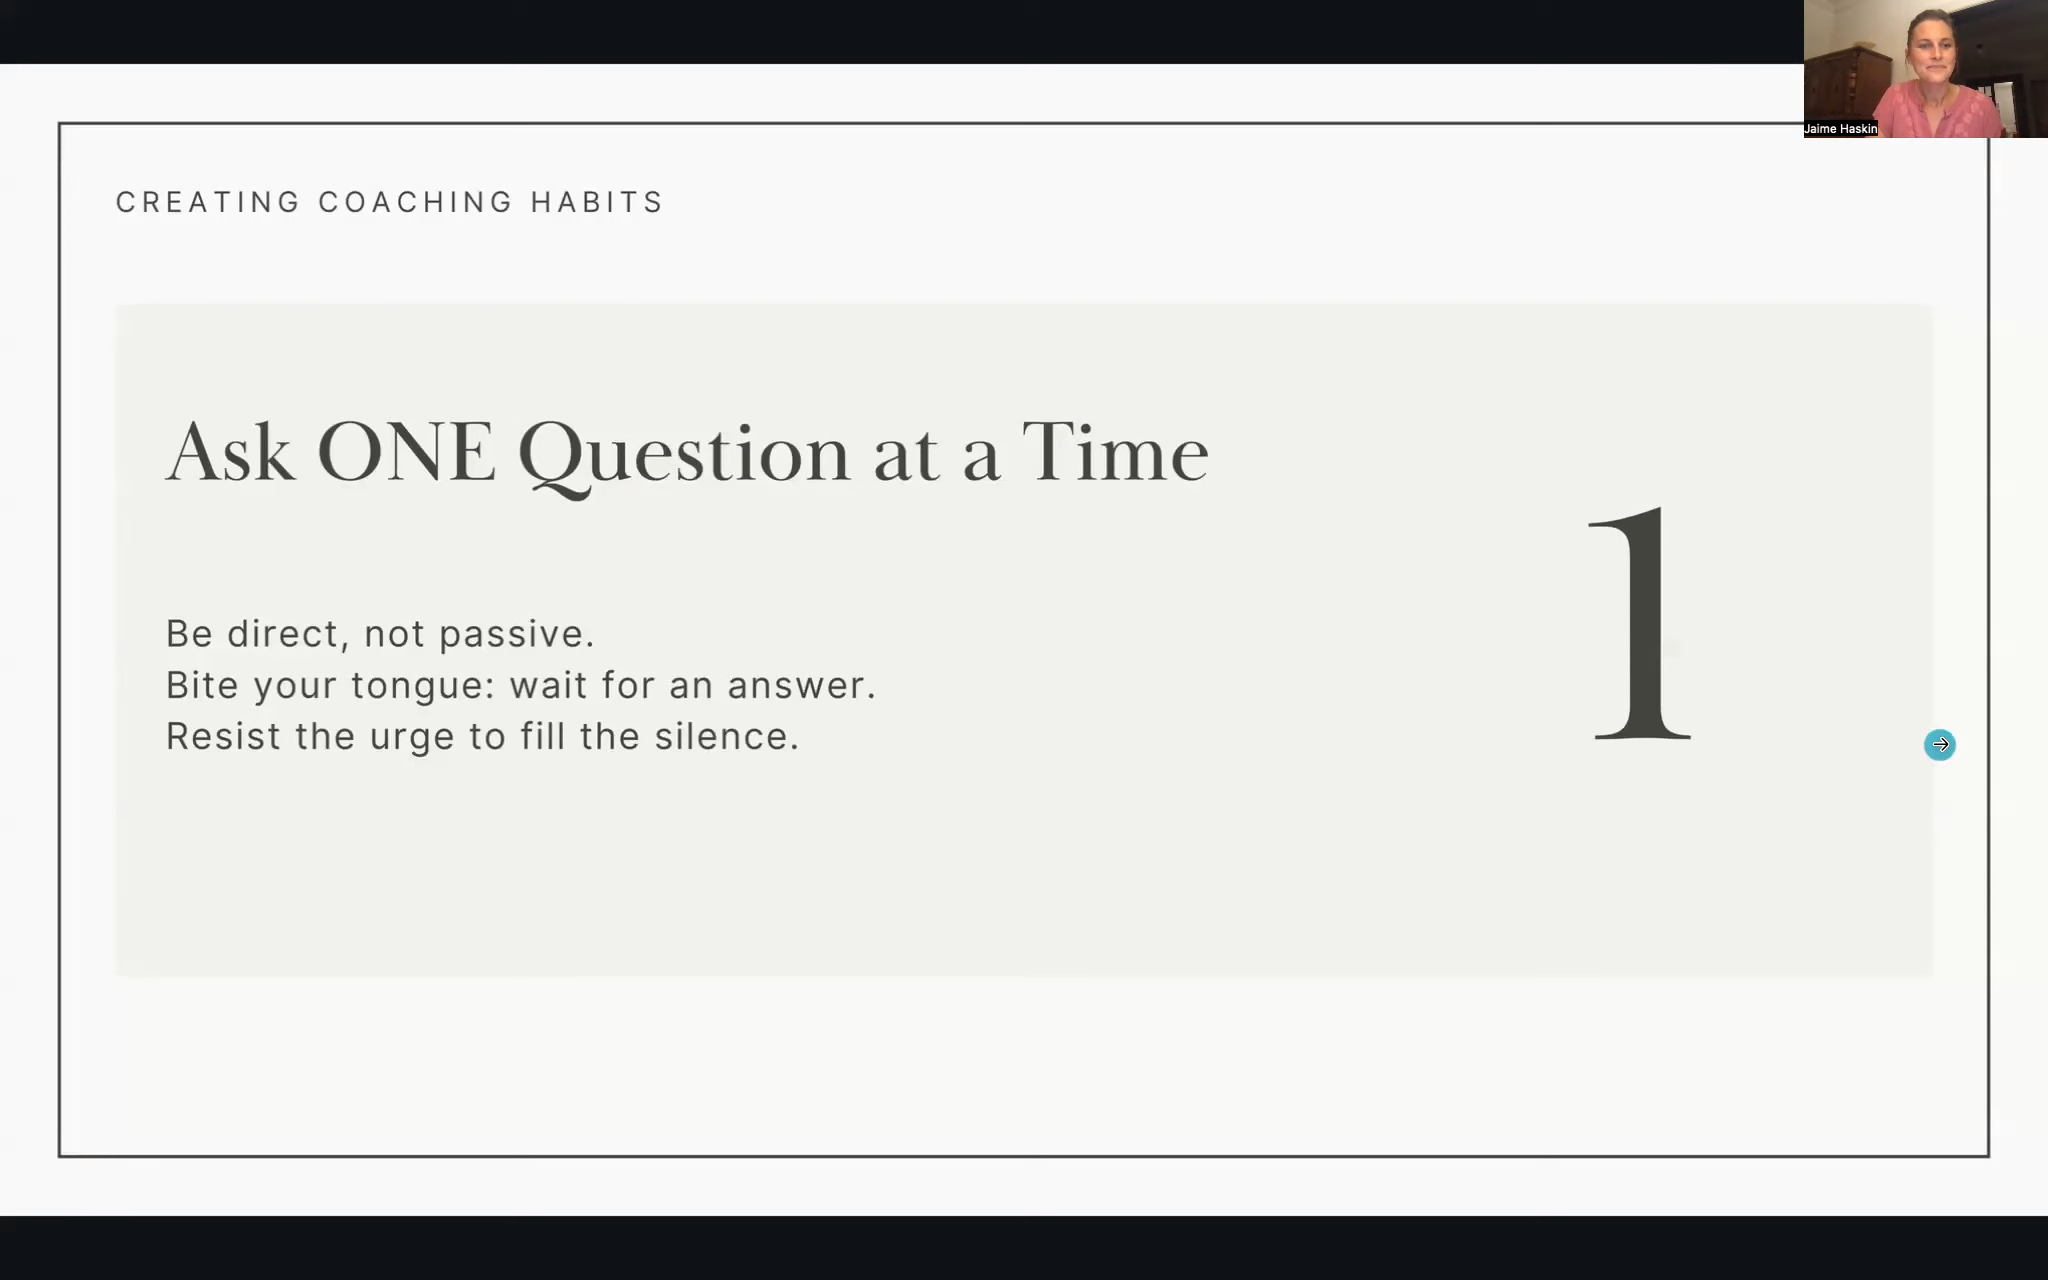 Jaime Haskin
CREATING COACHING HABITS
Ask ONE Question at a Time
Be direct, not passive.
Bite your tongue: wait for an answer.
Resist the urge to fill the silence.
1